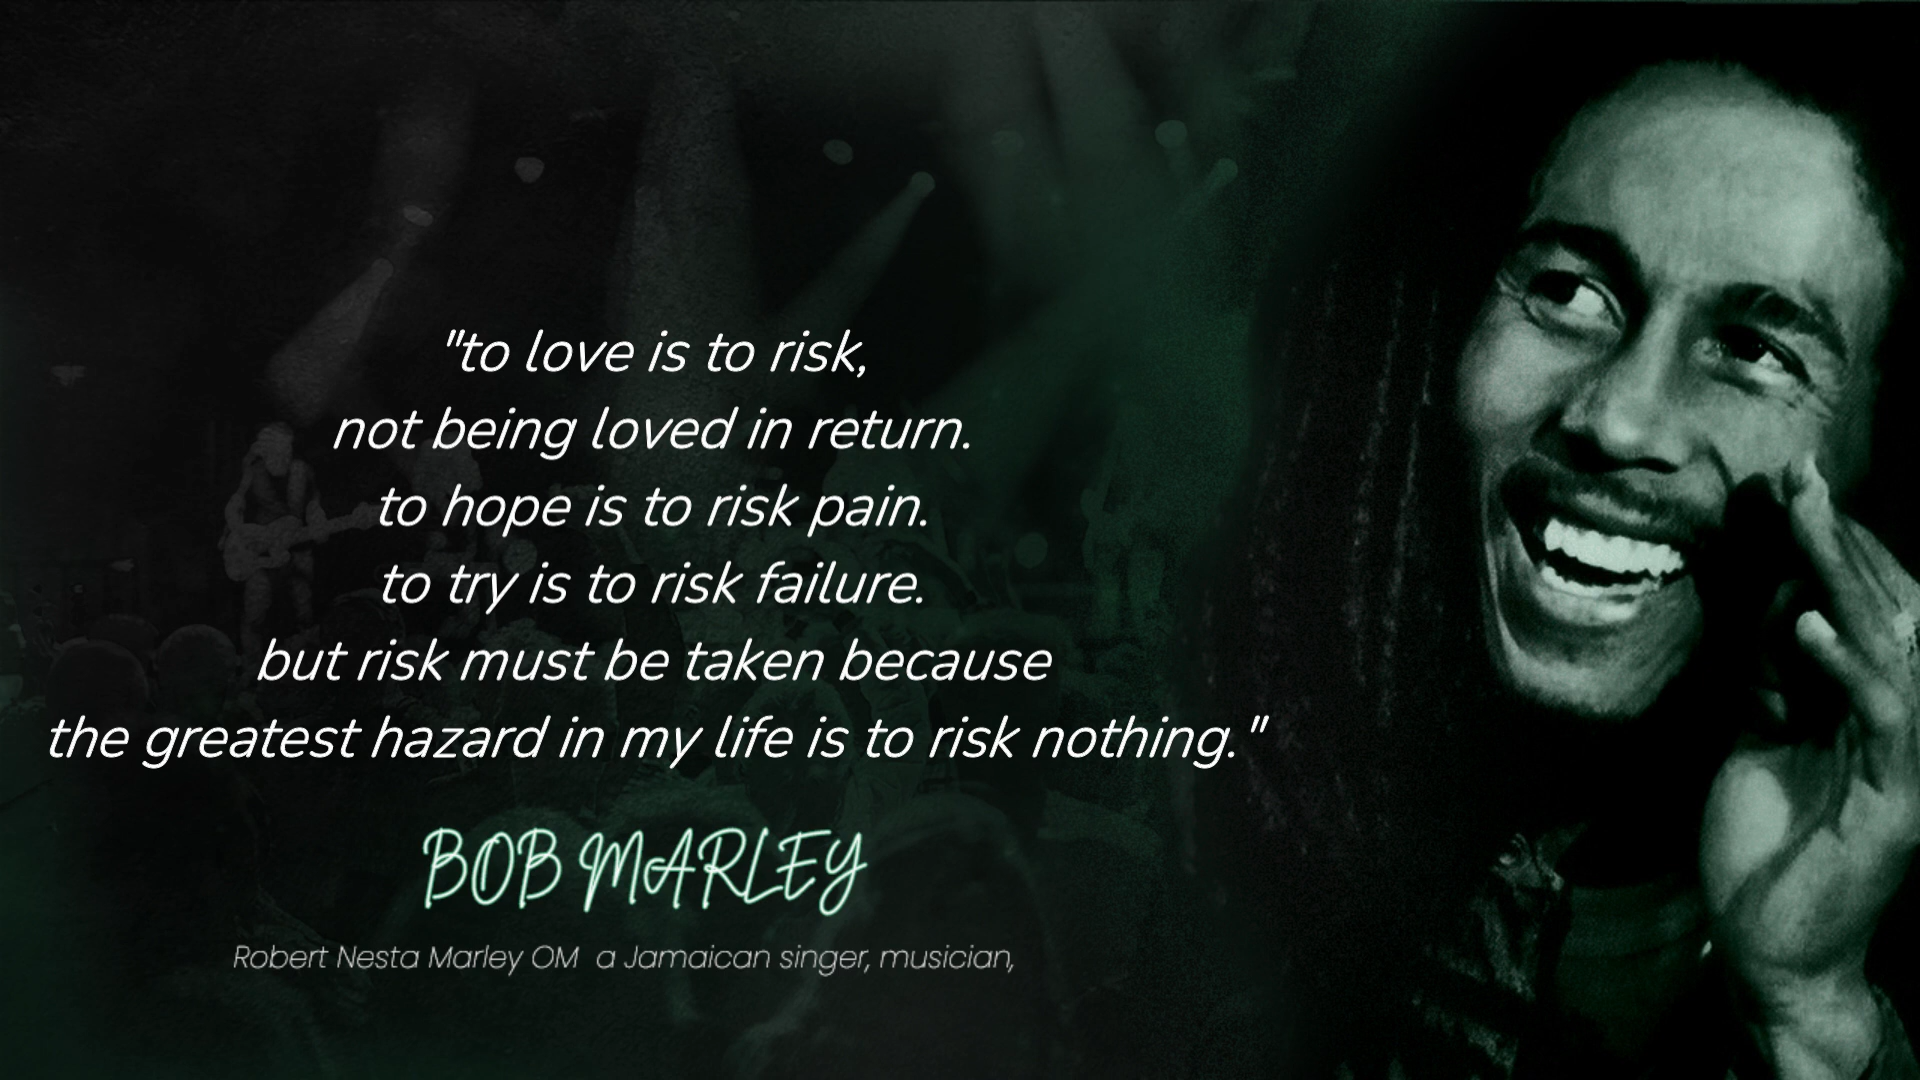 "to love is to risk,
not being loved in return.
to hope is to risk pain.
to try is to risk failure.
but risk must be taken because
the greatest hazard in my life is to risk nothing."
BOB MARLEY
Robert Nesta Marley OM a Jamaican singer, musician,